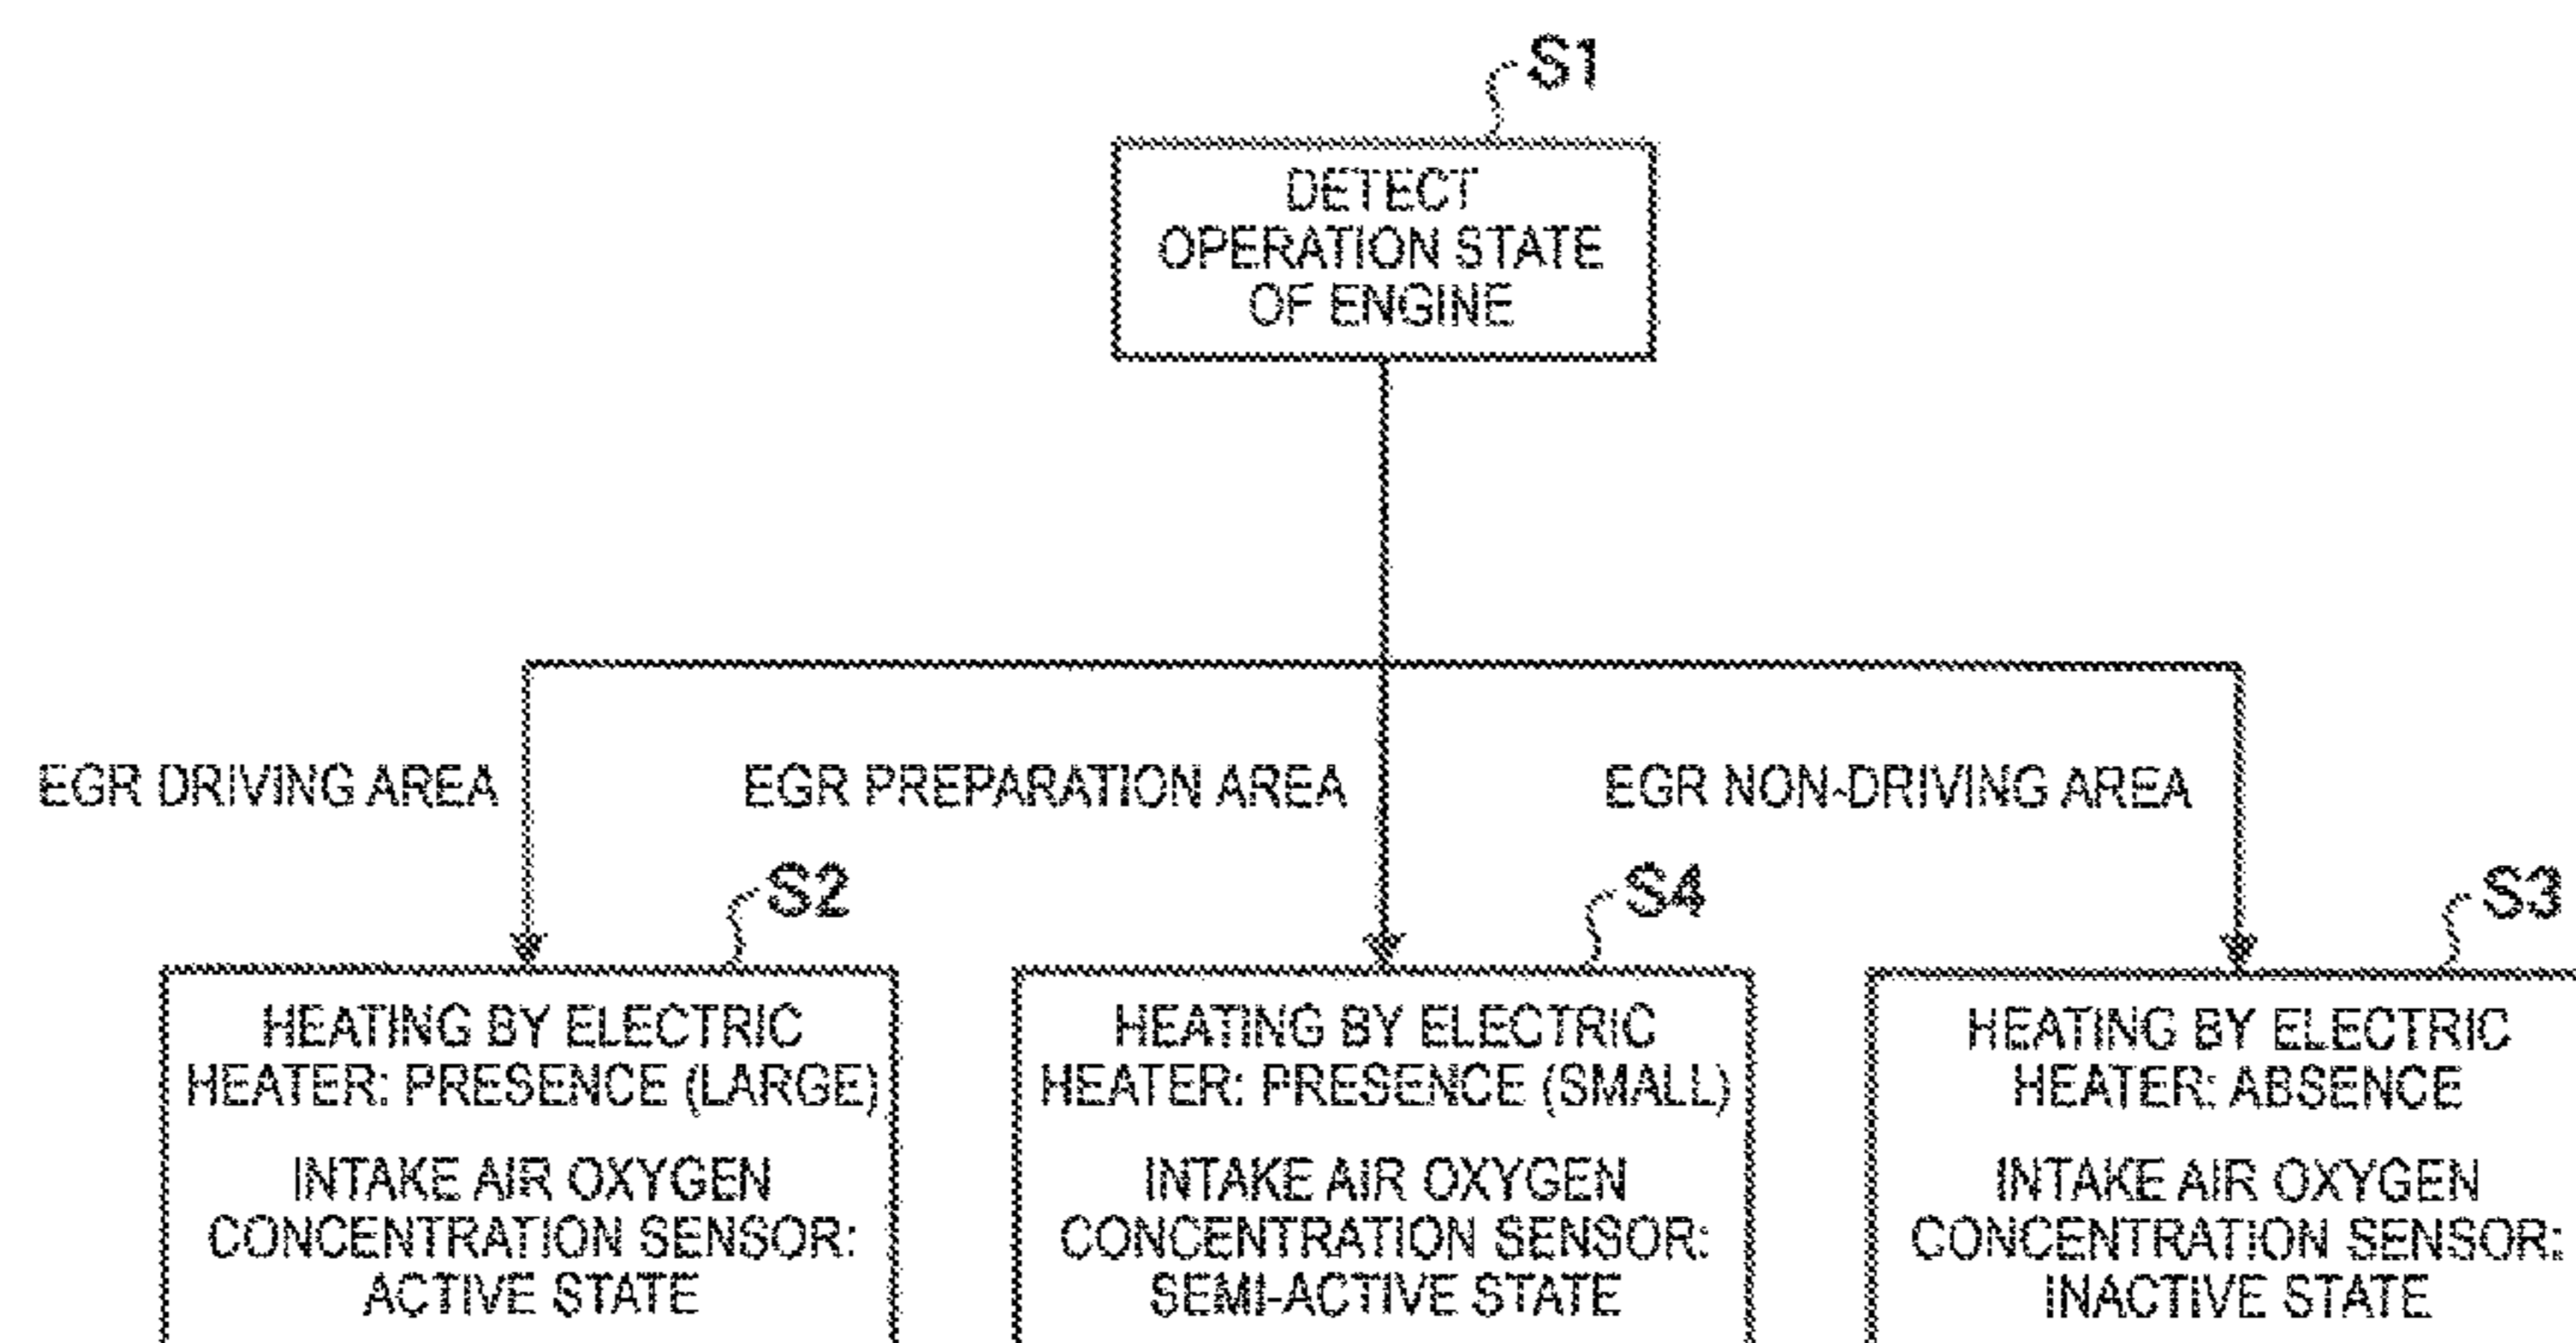 S1
DETECT
OPERATION STATE
OF ENGINE
EGR DRIVING AREA
EGR PREPARATION AREA
EGR NON-DRIVING AREA
S2
S4
S3
HEATING BY ELECTRIC
HEATER: PRESENCE (LARGE)
INTAKE AIR OXYGEN
CONCENTRATION SENSOR:
ACTIVE STATE
HEATING BY ELECTRIC
HEATER: PRESENCE (SMALL)
INTAKE AIR OXYGEN
CONCENTRATION SENSOR:
SEMI-ACTIVE STATE
HEATING BY ELECTRIC
HEATER: ABSENCE
INTAKE AIR OXYGEN
CONCENTRATION SENSOR:
INACTIVE STATE